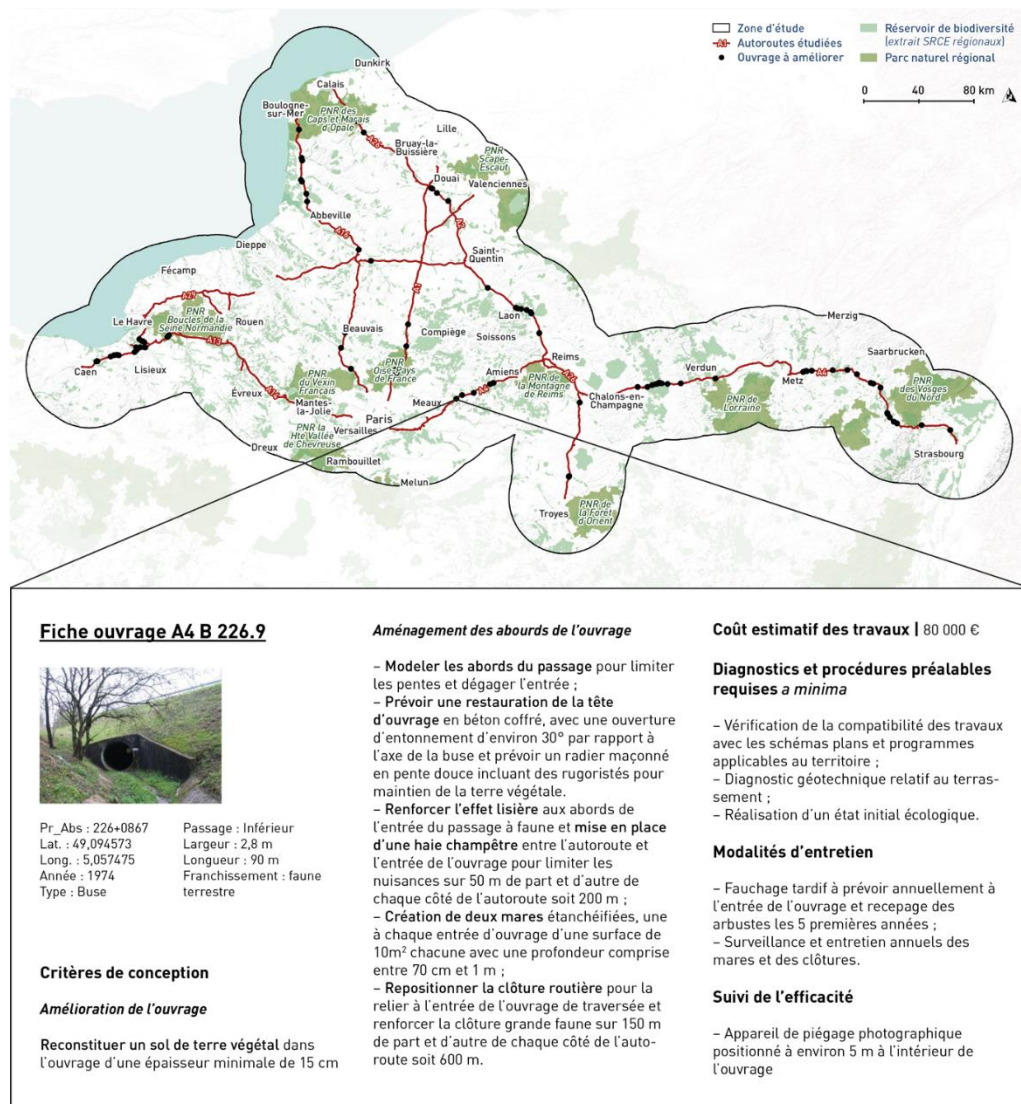 Zone d'étude
Autoroutes étudiées
Ouvrage à améliorer
Réservoir de biodiversité
(extrait SRCE régionaux)
Parc naturel régional
0 40 80 km
Dunkirk
Calais
Boulogne-
sur-Mer
PNR des
Caps et Marais
d'Opale
A26
Lille
Bruay-la-
Buissière
PNR
Scape-
Escaut
Douai
Valenciennes
Abbeville
A16
A2
Dieppe
Saint-
Quentin
Fécamp
A29
A1
Le Havre
PNR
Boucles de la
Seine Normandie
Rouen
Beauvais
Compiège
Laon
Soissons
Merzig
A13
Caen
Lisieux
PNR
Oise-Pays
de France
Amiens
Reims
Verdun
Saarbrucken
PNR
du Vexin
Francais
PNR de
la Montagne
de Reims
A26
Metz
A4
PNR
des Vosges
du Nord
Évreux
A14
Mantes-
la-Jolie
Meaux
A4
Chalons-en-
Champagne
PNR de
Lorraine
Paris
Versailles
PNR la
Hte Vallée
de Chevreuse
Dreux
Strasbourg
Rambouillet
Melun
Troyes
PNR de
la Forêt
d'Orient
Fiche ouvrage A4 B 226.9
Pr_Abs : 226+0867
Lat. : 49,094573
Long. : 5,057475
Année : 1974
Type : Buse
Passage : Inférieur
Largeur : 2,8 m
Longueur : 90 m
Franchissement : faune
terrestre
Critères de conception
Amélioration de l'ouvrage
Reconstituer un sol de terre végétal dans
l'ouvrage d'une épaisseur minimale de 15 cm
Aménagement des abourds de l'ouvrage
– Modeler les abords du passage pour limiter
les pentes et dégager l'entrée ;
– Prévoir une restauration de la tête
d'ouvrage en béton coffré, avec une ouverture
d'entonnement d'environ 30° par rapport à
l'axe de la buse et prévoir un radier maçonné
en pente douce incluant des rugoristés pour
maintien de la terre végétale.
– Renforcer l'effet lisière aux abords de
l'entrée du passage à faune et mise en place
d'une haie champêtre entre l'autoroute et
l'entrée de l'ouvrage pour limiter les
nuisances sur 50 m de part et d'autre de
chaque côté de l'autoroute soit 200 m ;
– Création de deux mares étanchéifiées, une
à chaque entrée d'ouvrage d'une surface de
10m² chacune avec une profondeur comprise
entre 70 cm et 1 m ;
– Repositionner la clôture routière pour la
relier à l'entrée de l'ouvrage de traversée et
renforcer la clôture grande faune sur 150 m
de part et d'autre de chaque côté de l'auto-
route soit 600 m.
Coût estimatif des travaux | 80 000 €
Diagnostics et procédures préalables
requises a minima
– Vérification de la compatibilité des travaux
avec les schémas plans et programmes
applicables au territoire ;
– Diagnostic géotechnique relatif au terras-
sement ;
– Réalisation d'un état initial écologique.
Modalités d'entretien
– Fauchage tardif à prévoir annuellement à
l'entrée de l'ouvrage et recepage des
arbustes les 5 premières années ;
– Surveillance et entretien annuels des
mares et des clôtures.
Suivi de l'efficacité
– Appareil de piégage photographique
positionné à environ 5 m à l'intérieur de
l'ouvrage